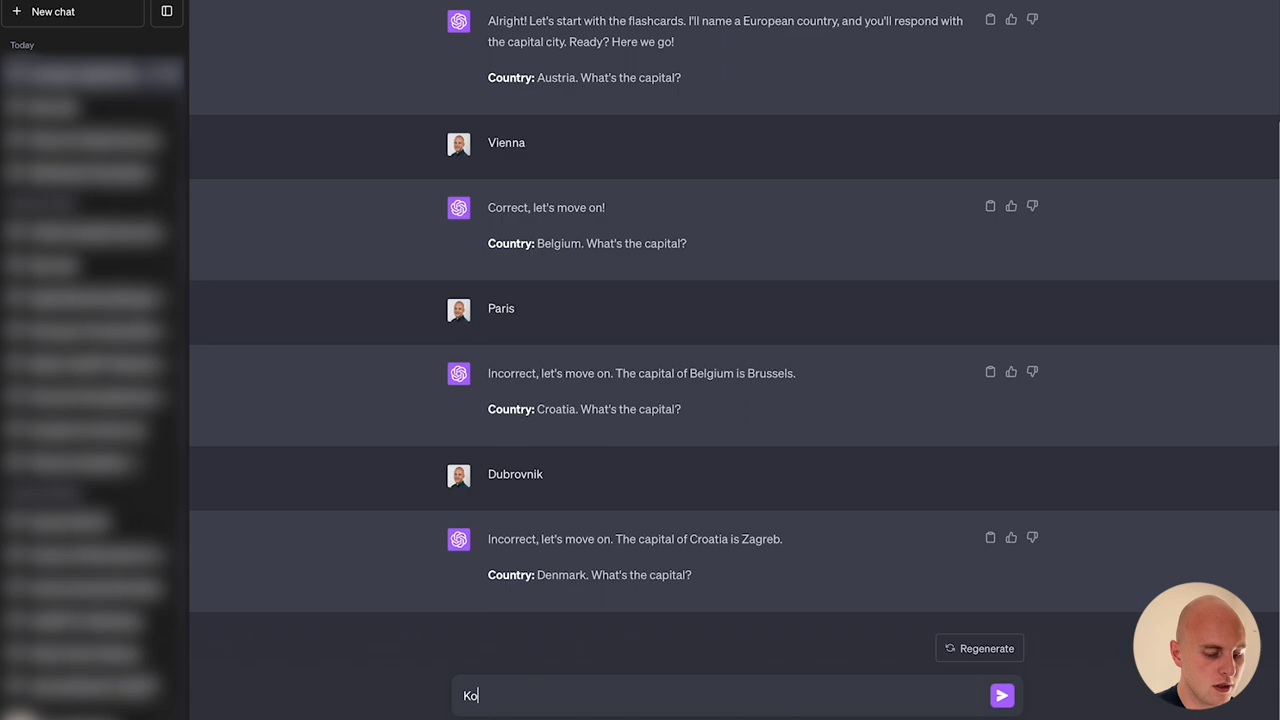 New chat
Today
Alright! Let's start with the flashcards. I'll name a European country, and you'll respond with
the capital city. Ready? Here we go!
Country: Austria. What's the capital?
Vienna
Correct, let's move on!
Country: Belgium. What's the capital?
Paris
Incorrect, let's move on. The capital of Belgium is Brussels.
Country: Croatia. What's the capital?
Dubrovnik
Incorrect, let's move on. The capital of Croatia is Zagreb.
Country: Denmark. What's the capital?
Regenerate
Ko